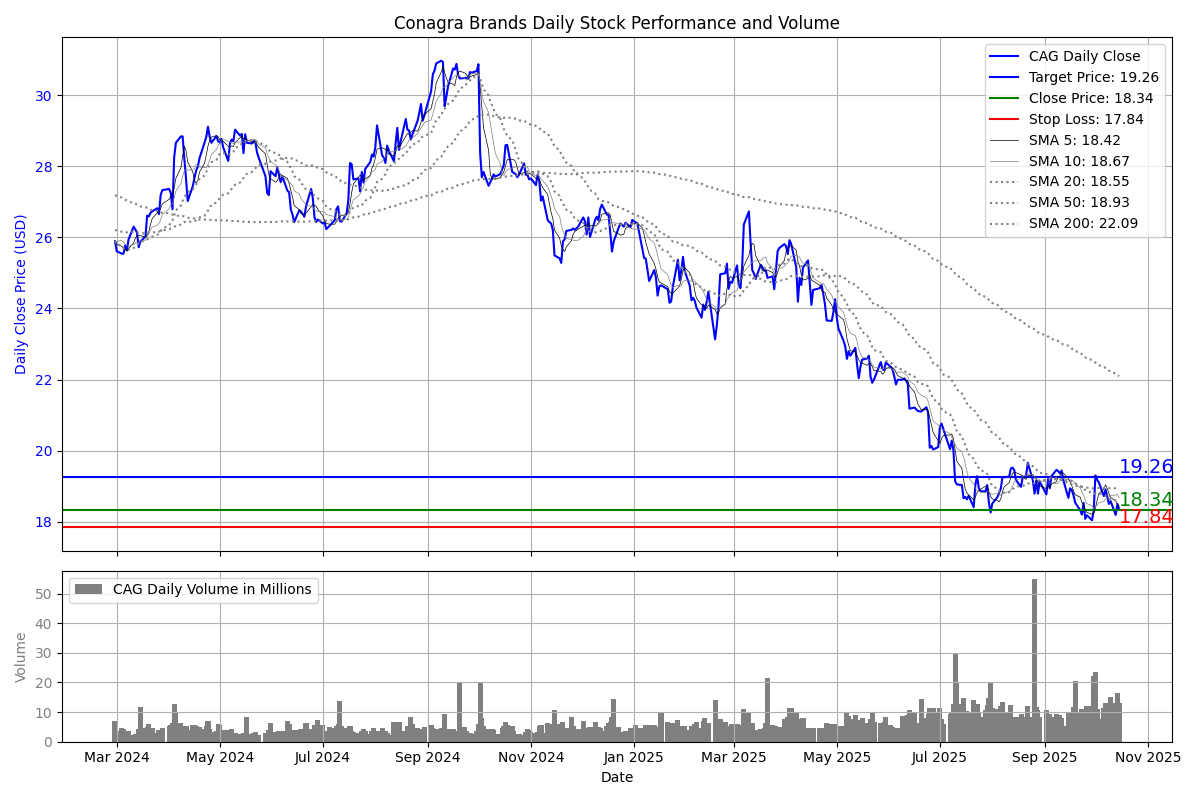 Conagra Brands Daily Stock Performance and Volume
Daily Close Price (USD)
30
28
26
24
22
20
18
CAG Daily Close
Target Price: 19.26
Close Price: 18.34
Stop Loss: 17.84
SMA 5: 18.42
SMA 10: 18.67
SMA 20: 18.55
SMA 50: 18.93
SMA 200: 22.09
19.26
18.34
17.84
CAG Daily Volume in Millions
Volume
50
40
30
20
10
0
Mar 2024 May 2024 Jul 2024 Sep 2024 Nov 2024 Jan 2025 Mar 2025 May 2025 Jul 2025 Sep 2025 Nov 2025
Date